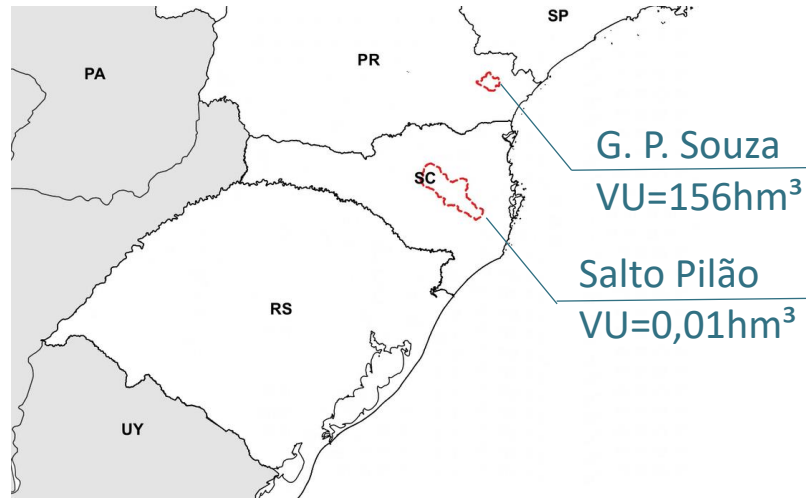 SP
PR
PA
G. P. Souza
VU=156hm³
SC
Salto Pilão
VU=0,01hm³
RS
UY